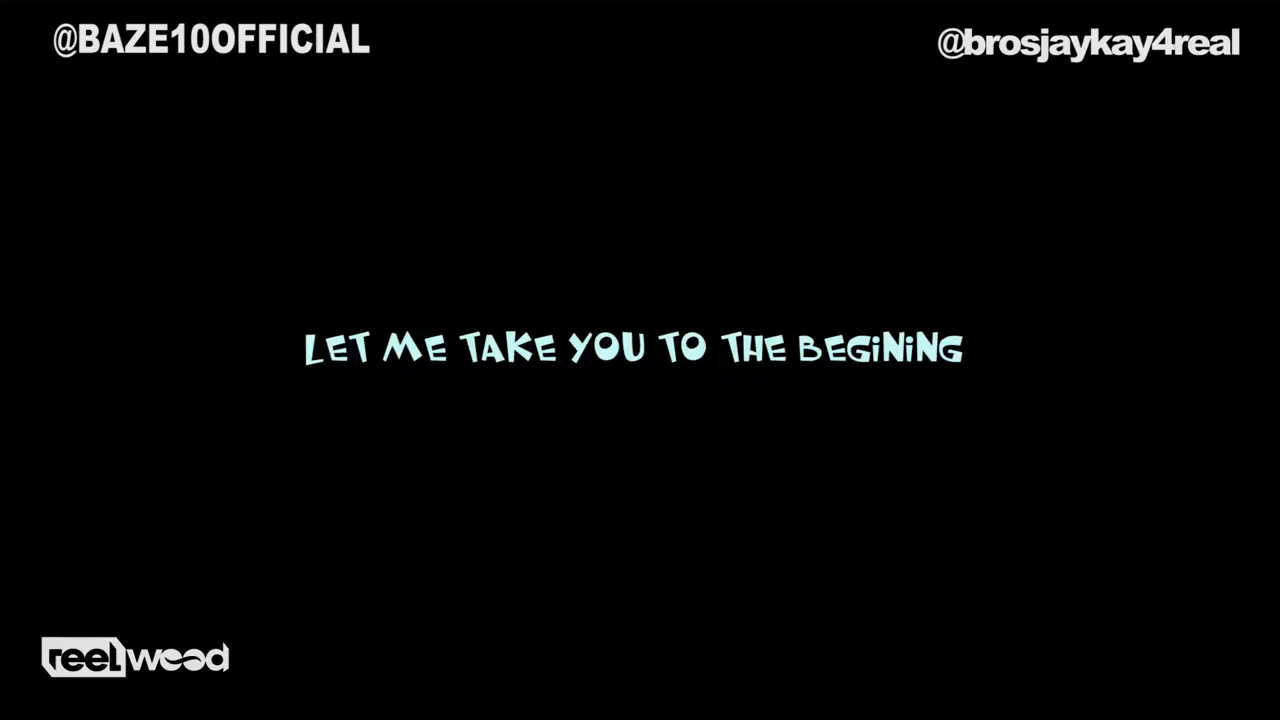 @BAZE10OFFICIAL
@brosjaykay4real
LET ME TAKE YOU TO THE BEGiNiNG
reelwood